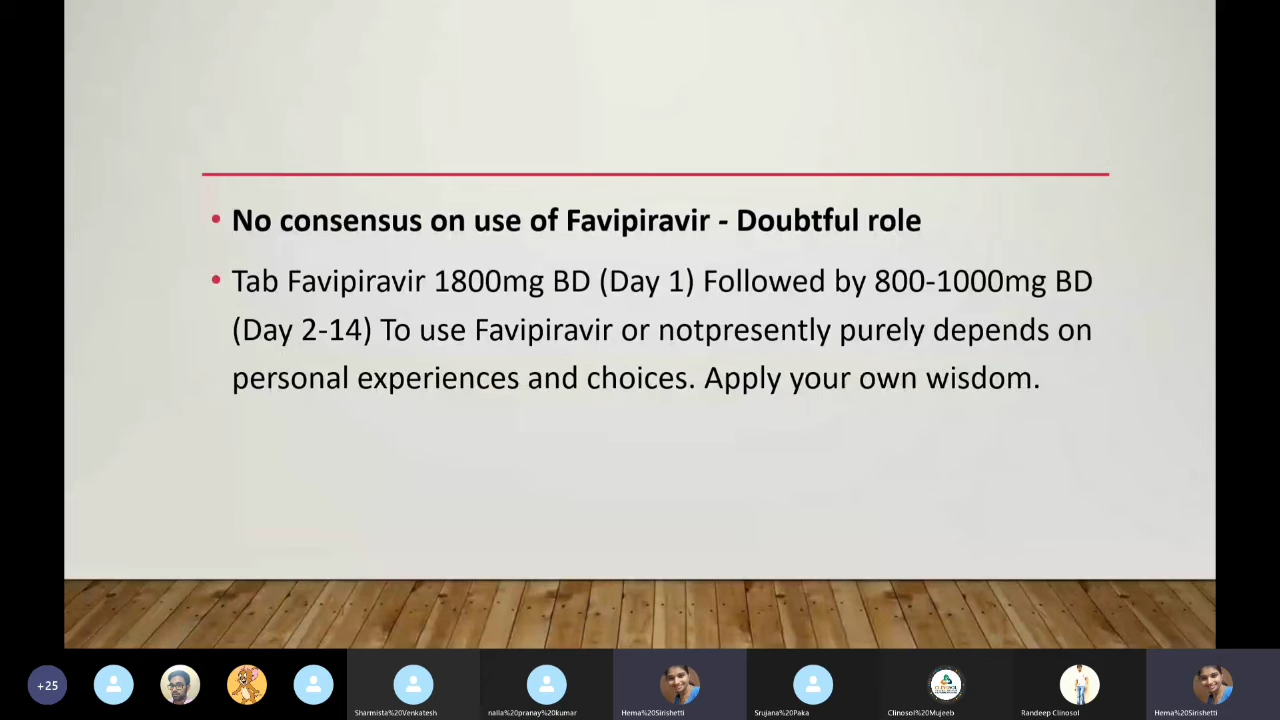 • No consensus on use of Favipiravir - Doubtful role
• Tab Favipiravir 1800mg BD (Day 1) Followed by 800-1000mg BD
(Day 2-14) To use Favipiravir or notpresently purely depends on
personal experiences and choices. Apply your own wisdom.
+25
Sharmista%20Venkatesh
nalla%20pranay%20kumar
Hema%20Sirishetti
Srujana%20Paka
CLINOSOL
Clinosol%20Mujeeb
Randeep Clinosol
Hema%20Sirishetti